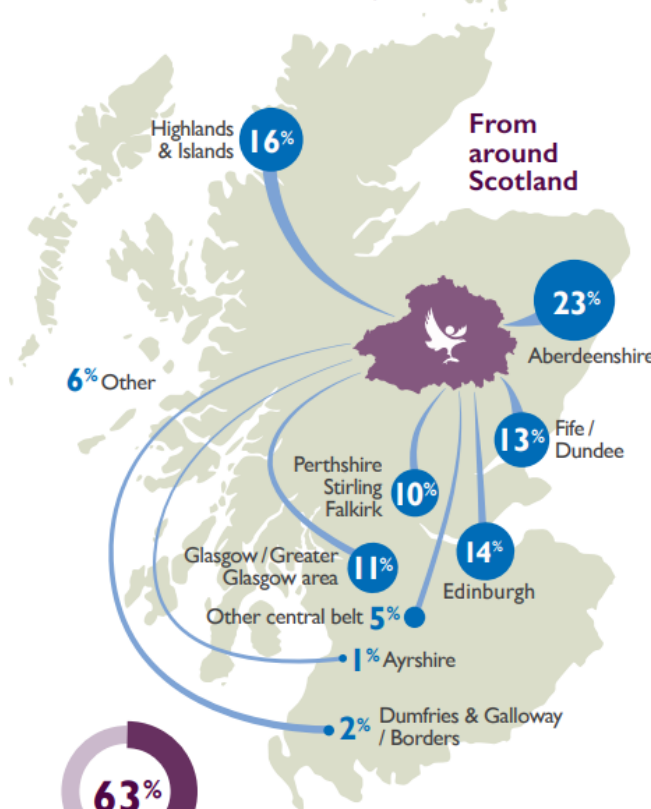 From
around
Scotland
Highlands
& Islands
16%
23%
Aberdeenshire
6% Other
13%
Fife /
Dundee
Perthshire
Stirling
Falkirk
10%
14%
Edinburgh
Glasgow / Greater
Glasgow area
11%
Other central belt 5%
1% Ayrshire
2%
Dumfries & Galloway
/ Borders
63%